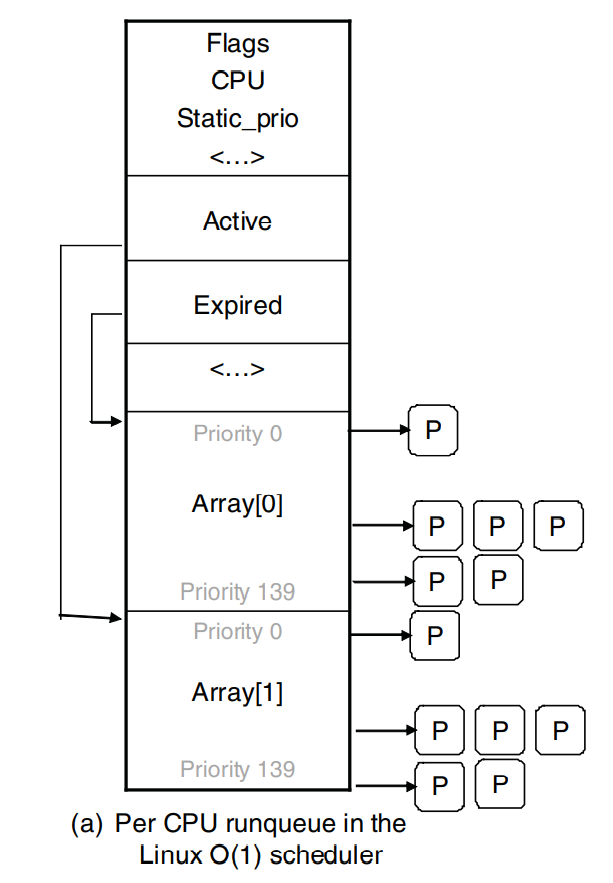 Flags
CPU
Static_prio
<...>
Active
Expired
<...>
Priority 0
P
Array[0]
P P P
Priority 139
P P
Priority 0
P
Array[1]
P P P
Priority 139
P P
(a) Per CPU runqueue in the
Linux O(1) scheduler